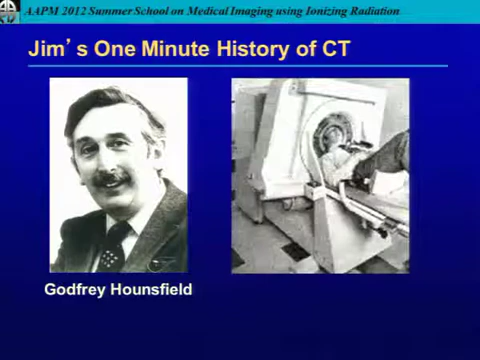 AAPM 2012 Summer School on Medical Imaging using Ionizing Radiation
Jim’s One Minute History of CT
Godfrey Hounsfield